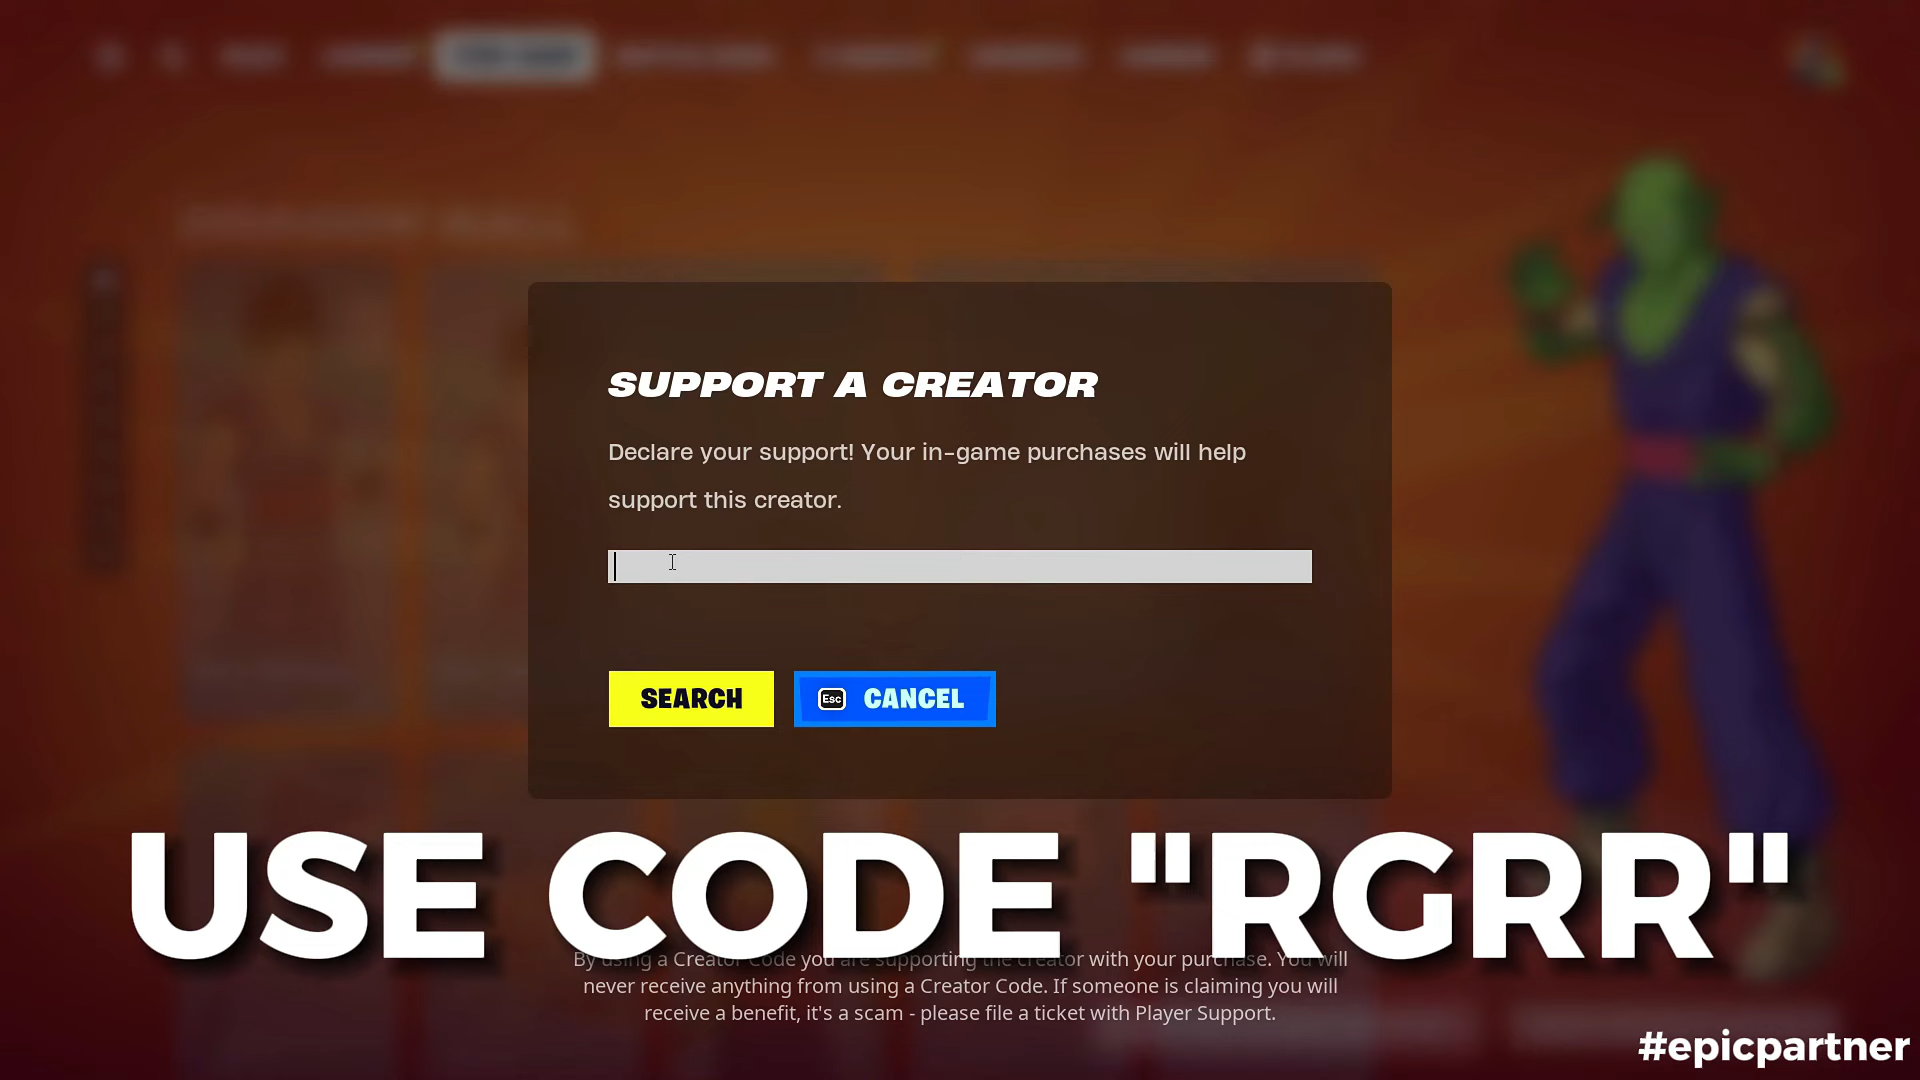 SUPPORT A CREATOR
Declare your support! Your in-game purchases will help
support this creator.
SEARCH
Esc CANCEL
USE CODE "RGRR"
By using a Creator Code you are supporting the creator with your purchase. You will
never receive anything from using a Creator Code. If someone is claiming you will
receive a benefit, it's a scam - please file a ticket with Player Support.
#epicpartner